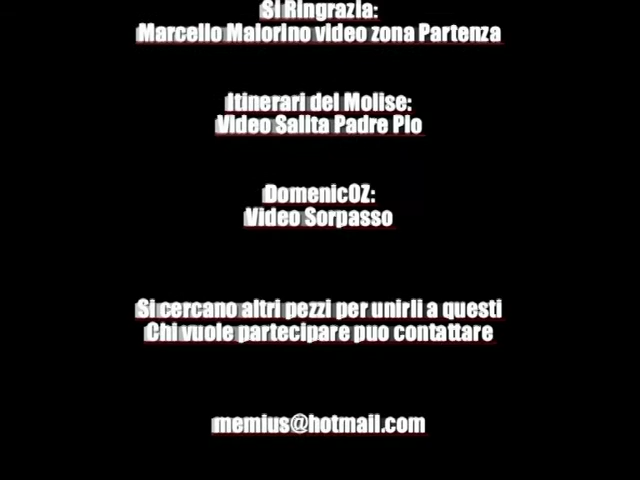 Si Ringrazia:
Marcello Maiorino video zona Partenza
Itinerari del Molise:
Video Salita Padre Pio
DomenicOZ:
Video Sorpasso
Si cercano altri pezzi per unirli a questi
Chi vuole partecipare puo contattare
memius@hotmail.com